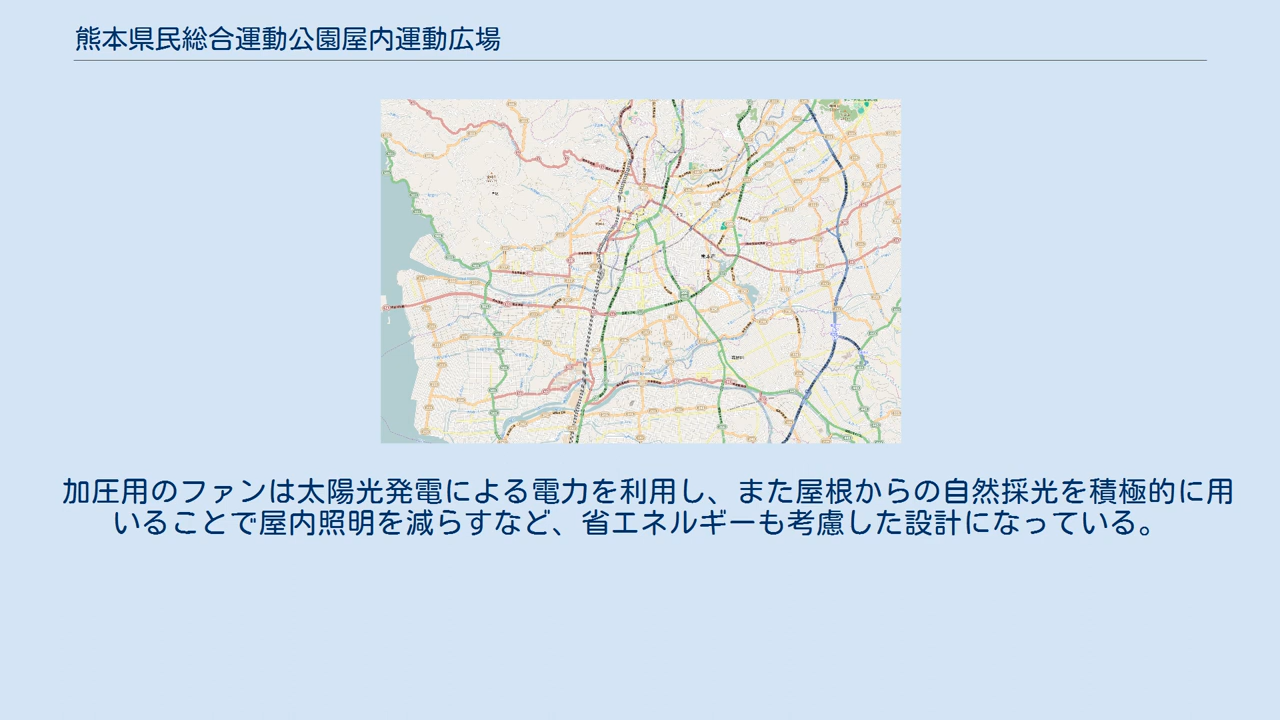 熊本県民総合運動公園屋内運動広場
加圧用のファンは太陽光発電による電力を利用し、また屋根からの自然採光を積極的に用
いることで屋内照明を減らすなど、省エネルギーも考慮した設計になっている。